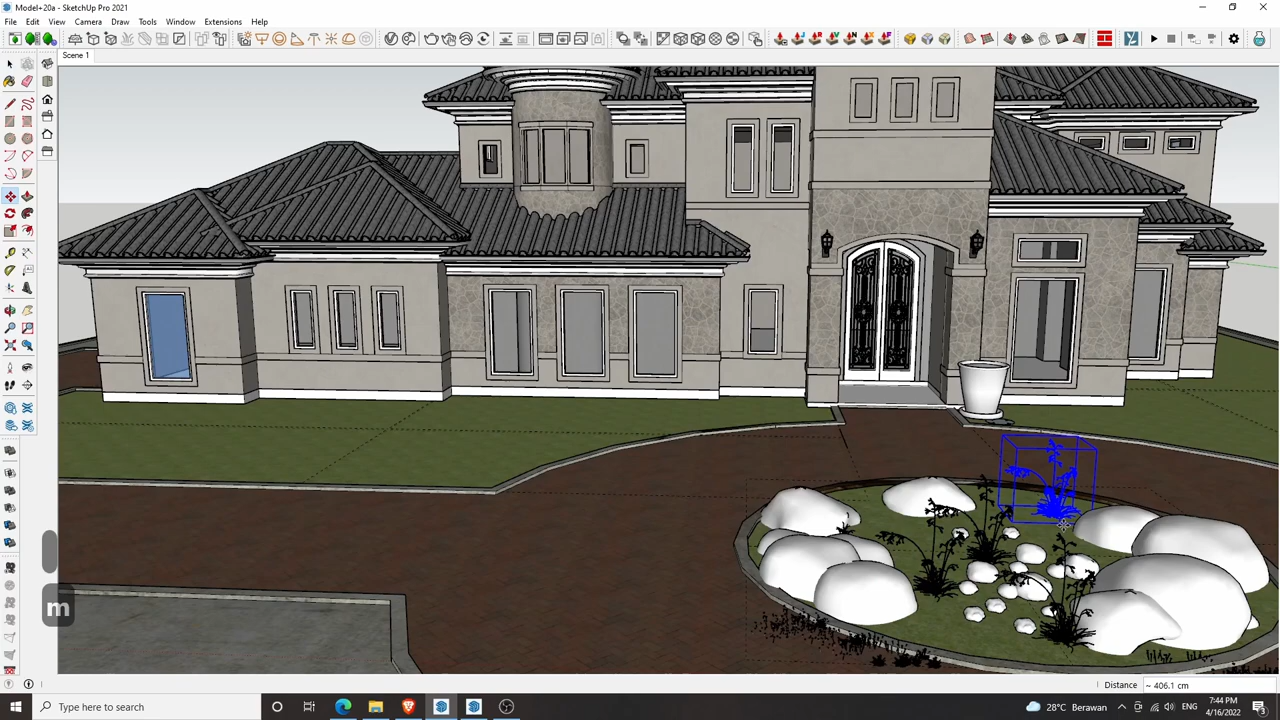 Model+20a - SketchUp Pro 2021
File Edit View Camera Draw Tools Window Extensions Help
Scene 1
m
Distance ~ 406.1 cm
Type here to search
28°C Berawan
ENG
7:44 PM
4/16/2022